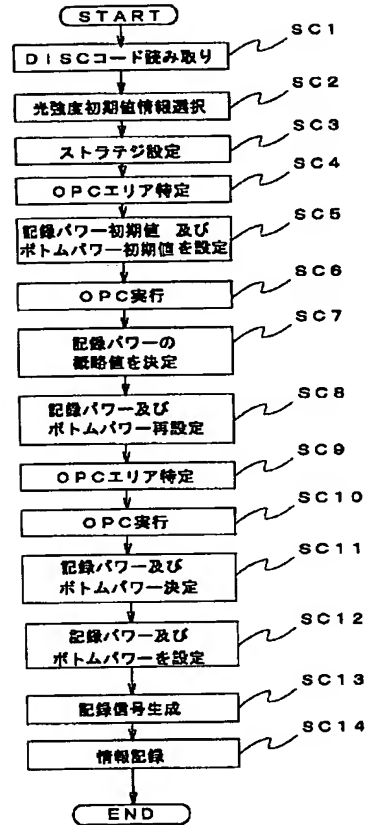 START
SC1
DISCコード読み取り
SC2
光強度初期値情報選択
SC3
ストラテジ設定
SC4
OPCエリア特定
SC5
記録パワー初期値 及び
ボトムパワー初期値を設定
SC6
OPC実行
SC7
記録パワーの
概略値を決定
SC8
記録パワー及び
ボトムパワー再設定
SC9
OPCエリア特定
SC10
OPC実行
SC11
記録パワー及び
ボトムパワー決定
SC12
記録パワー及び
ボトムパワーを設定
SC13
記録信号生成
SC14
情報記録
END